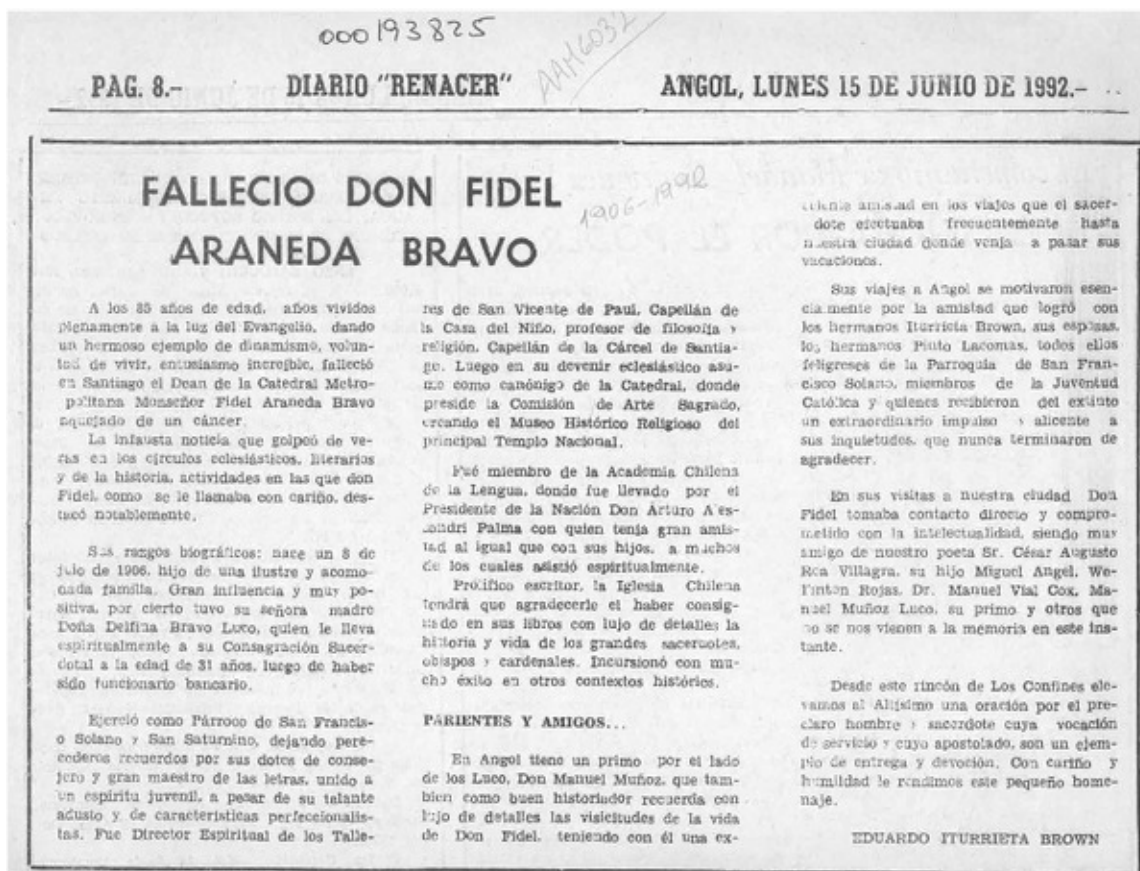 000193825
AAM6032
PAG. 8.- DIARIO "RENACER" ANGOL, LUNES 15 DE JUNIO DE 1992.-
FALLECIO DON FIDEL
ARANEDA BRAVO
1906-1992
A los 85 años de edad, años vividos
plenamente a la luz del Evangelio, dando
un hermoso ejemplo de dinamismo, volun-
tad de vivir, entusiasmo increíble, falleció
en Santiago el Dean de la Catedral Metro-
politana Monseñor Fidel Araneda Bravo
aquejado de un cáncer.
La infausta noticia que golpeó de ve-
ras en los círculos eclesiásticos, literarios
y de la historia, actividades en las que don
Fidel, como se le llamaba con cariño, des-
tacó notablemente.
Sus rasgos biográficos: nace un 8 de
julo de 1906, hijo de una ilustre y acomo-
dada familia. Gran influencia y muy po-
sitiva, por cierto tuvo su señora madre
Doña Delfina Bravo Luco, quien le lleva
espiritualmente a su Consagración Sacer-
dotal a la edad de 31 años, luego de haber
sido funcionario bancario.
Ejerció como Párroco de San Francis-
o Solano y San Saturnino, dejando pere-
cederos recuerdos por sus dotes de conse-
jero y gran maestro de las letras, unido a
un espíritu juvenil, a pesar de su talante
adusto y de características perfeccionalis-
tas. Fue Director Espiritual de los Talle-
res de San Vicente de Paul, Capellán de
la Casa del Niño, profesor de filosofía y
religión, Capellán de la Cárcel de Santia-
go. Luego en su devenir eclesiástico asu-
me como canónigo de la Catedral, donde
preside la Comisión de Arte Sagrado,
creando el Museo Histórico Religioso del
principal Templo Nacional.
Fué miembro de la Academia Chilena
de la Lengua, donde fue llevado por el
Presidente de la Nación Don Arturo A'es-
sandri Palma con quien tenía gran amis-
tad al igual que con sus hijos, a muchos
de los cuales asistió espiritualmente.
Prolífico escritor, la Iglesia Chilena
tendrá que agradecerle el haber consig-
nado en sus libros con lujo de detalles la
historia y vida de los grandes sacerdotes,
obispos y cardenales. Incursionó con mu-
cho éxito en otros contextos histórics.
PARIENTES Y AMIGOS...
En Angol tiene un primo por el lado
de los Luco, Don Manuel Muñoz, que tam-
bien como buen historiador recuerda con
lujo de detalles las visicitudes de la vida
de Don Fidel, teniendo con él una ex-
celente amistad en los viajes que el sacer-
dote efectuaba frecuentemente hasta
nuestra ciudad donde venía a pasar sus
vacaciones.
Sus viajes a Angol se motivaron esen-
cialmente por la amistad que logró con
los hermanos Iturricta Brown, sus esposas,
los hermanos Pinto Lacomas, todos ellos
feligreses de la Parroquia de San Fran-
cisco Solano, miembros de la Juventud
Católica y quienes recibieron del extinto
un extraordinario impulso y alicente a
sus inquietudes, que nunca terminaron de
agradecer.
En sus visitas a nuestra ciudad Don
Fidel tomaba contacto directo y compro-
metido con la intelectualidad, siendo muy
amigo de nuestro poeta Sr. César Augusto
Rea Villagra, su hijo Miguel Angel, We-
linton Rojas, Dr. Manuel Vial Cox, Ma-
nuel Muñoz Luco, su primo y otros que
no se nos vienen a la memoria en este ins-
tante.
Desde este rincón de Los Confines ele-
vamos al Altísimo una oración por el pre-
claro hombre y sacerdote cuya vocación
de servicio y cuyo apostolado, son un ejem-
plo de entrega y devoción. Con cariño y
humildad le rendimos este pequeño home-
naje.
EDUARDO ITURRIETA BROWN